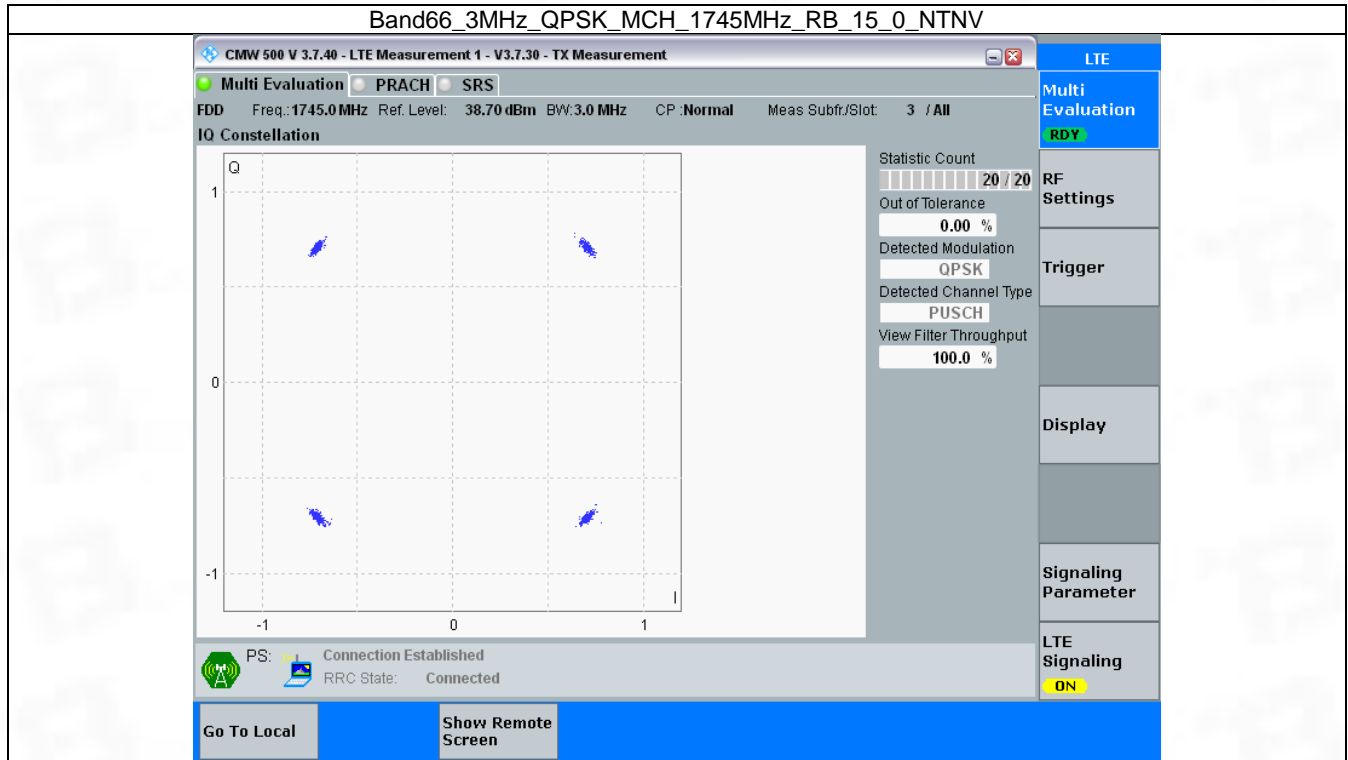 Band66_3MHz_QPSK_MCH_1745MHz_RB_15_0_NTNV
CMW 500 V 3.7.40 - LTE Measurement 1 - V3.7.30 - TX Measurement
LTE
Multi Evaluation PRACH SRS
FDD Freq.:1745.0 MHz Ref. Level: 38.70 dBm BW:3.0 MHz CP :Normal Meas Subfr./Slot: 3 / All
IQ Constellation
Q
1
0
-1
I
-1 0 1
Statistic Count
20 / 20
Out of Tolerance
0.00 %
Detected Modulation
QPSK
Detected Channel Type
PUSCH
View Filter Throughput
100.0 %
Multi
Evaluation
RDY
RF
Settings
Trigger
Display
Signaling
Parameter
LTE
Signaling
ON
PS: Connection Established
RRC State: Connected
Go To Local
Show Remote
Screen